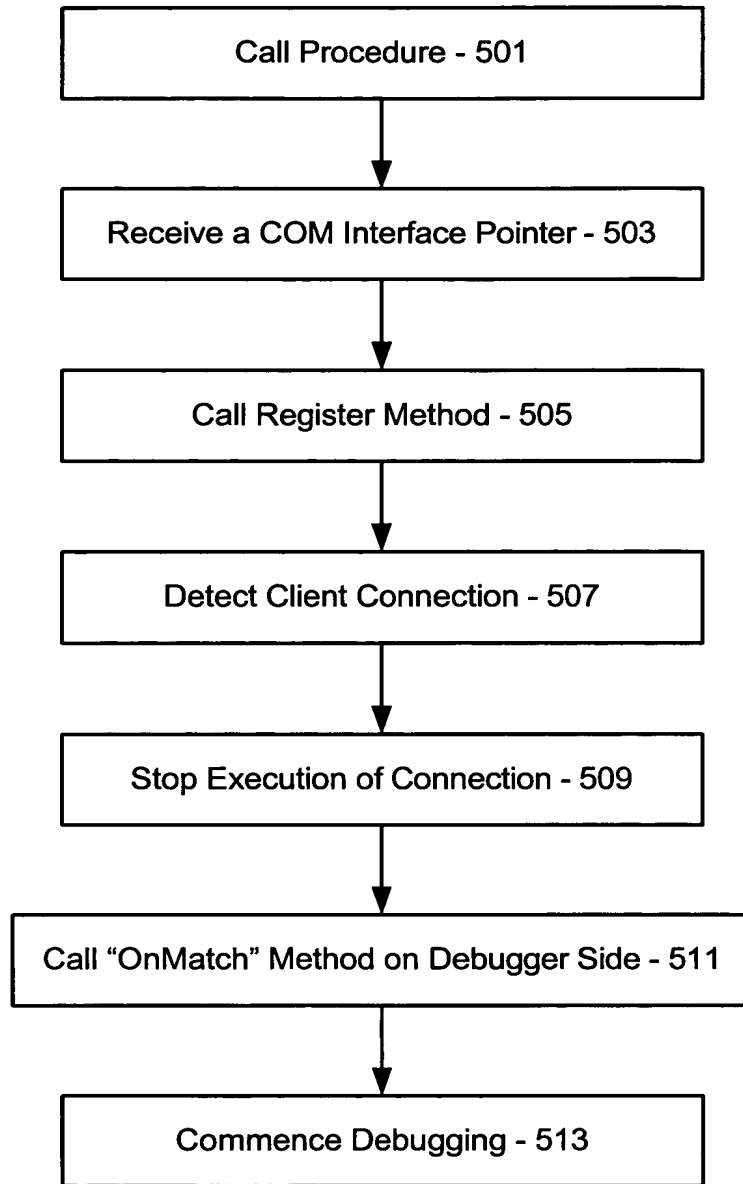 Call Procedure - 501
Receive a COM Interface Pointer - 503
Call Register Method - 505
Detect Client Connection - 507
Stop Execution of Connection - 509
Call “OnMatch” Method on Debugger Side - 511
Commence Debugging - 513